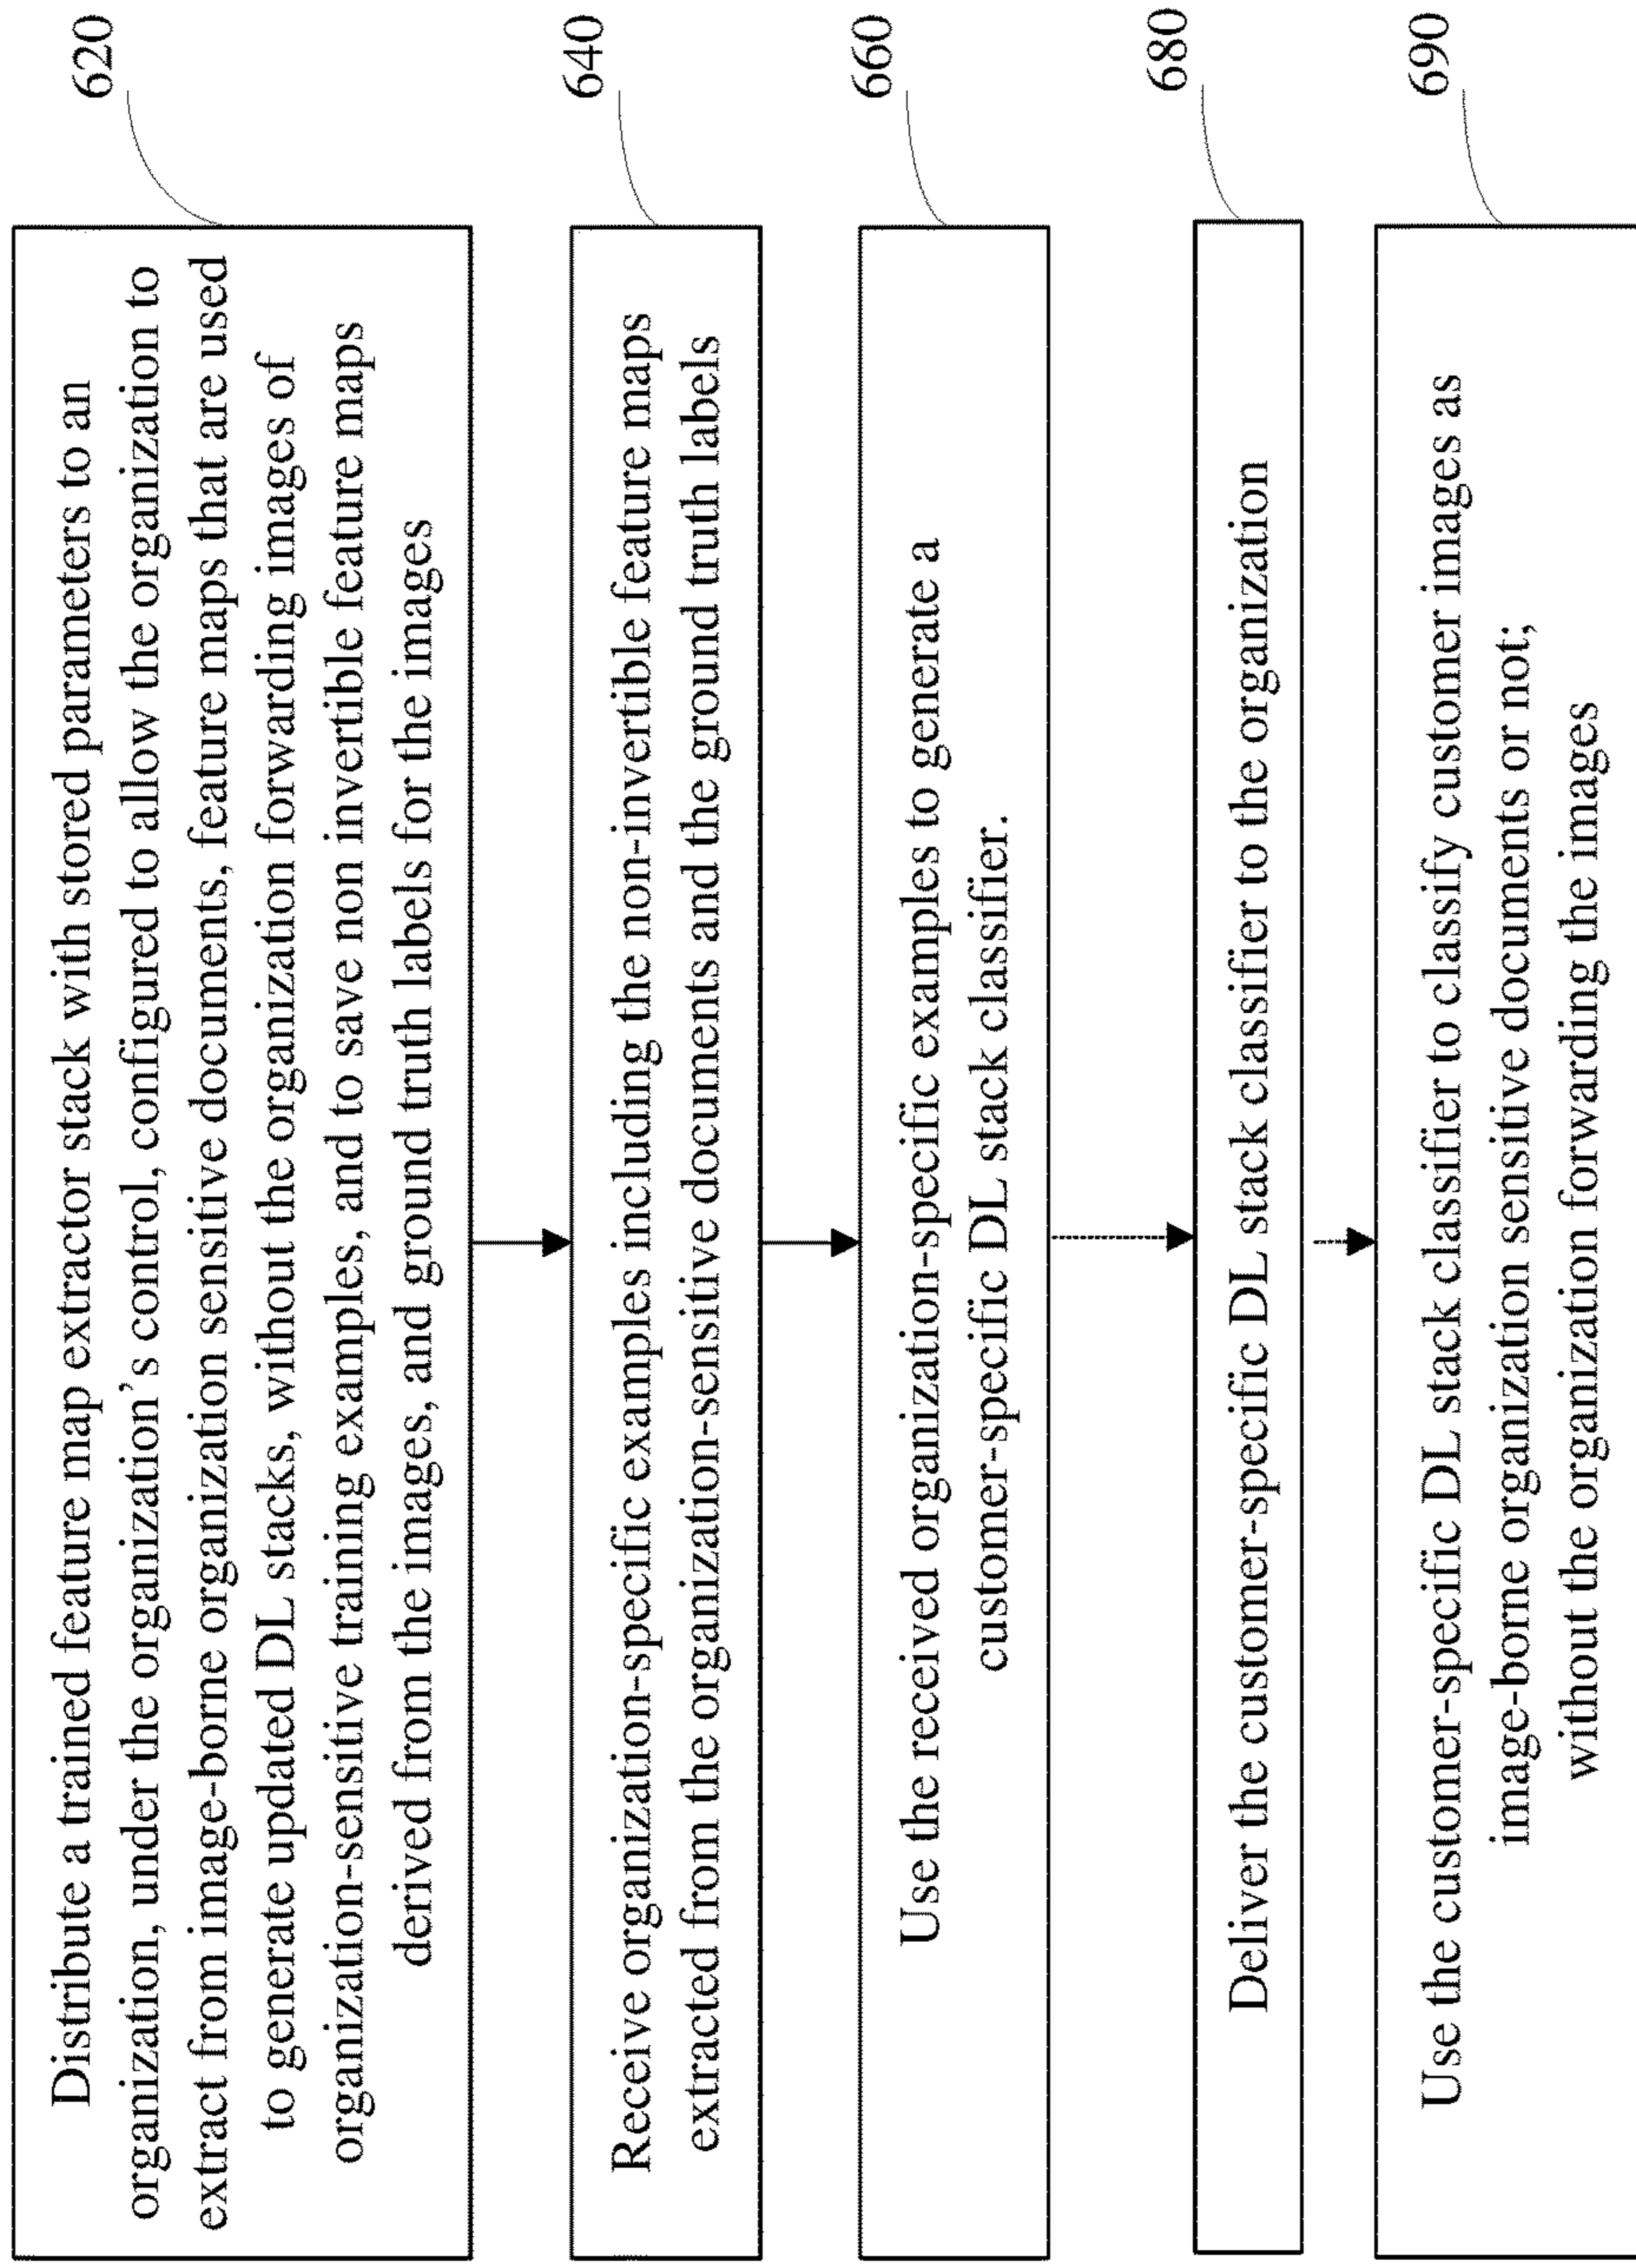 Distribute a trained feature map extractor stack with stored parameters to an
organization, under the organization's control, configured to allow the organization to
extract from image-borne organization sensitive documents, feature maps that are used
to generate updated DL stacks, without the organization forwarding images of
organization-sensitive training examples, and to save non invertible feature maps
derived from the images, and ground truth labels for the images
620
Receive organization-specific examples including the non-invertible feature maps
extracted from the organization-sensitive documents and the ground truth labels
640
Use the received organization-specific examples to generate a
customer-specific DL stack classifier.
660
Deliver the customer-specific DL stack classifier to the organization
680
Use the customer-specific DL stack classifier to classify customer images as
image-borne organization sensitive documents or not;
without the organization forwarding the images
690